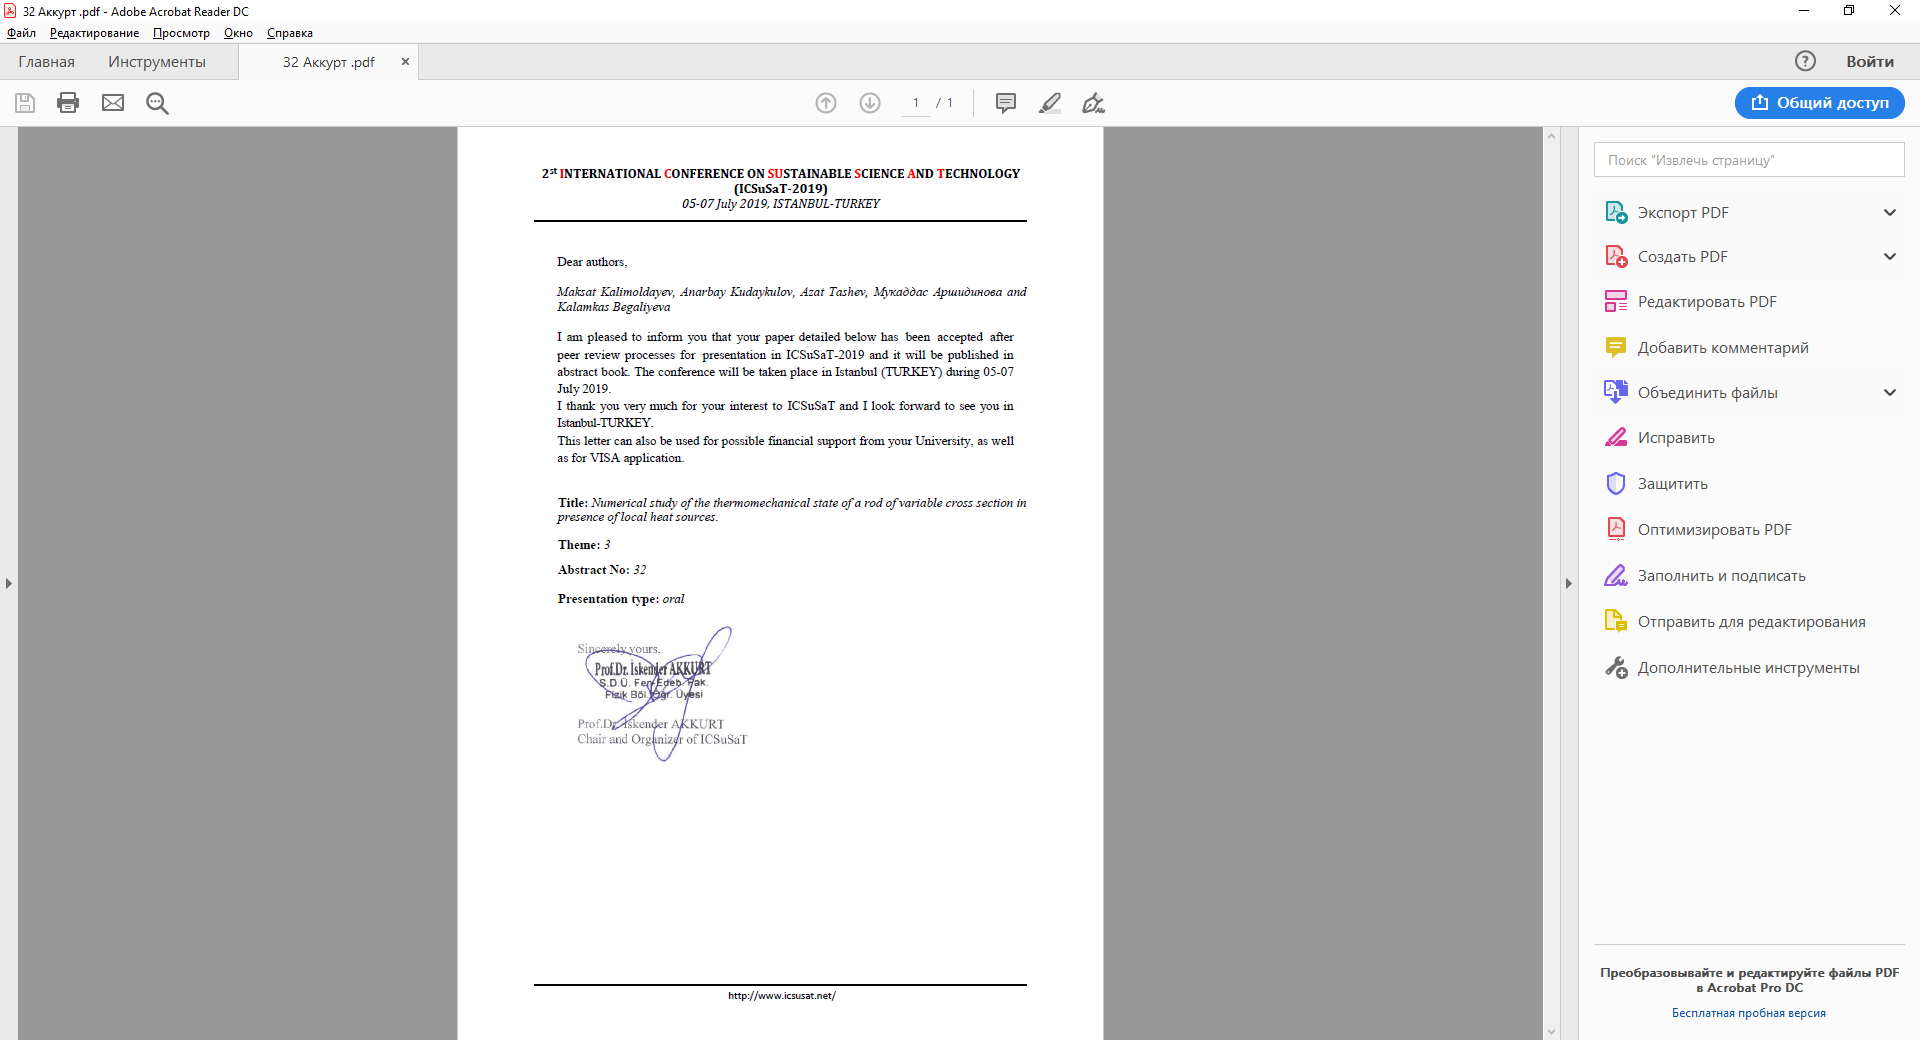 32 Аккурт .pdf - Adobe Acrobat Reader DC
Файл Редактирование Просмотр Окно Справка
Главная Инструменты 32 Аккурт .pdf × Войти
1 / 1 Общий доступ
2st INTERNATIONAL CONFERENCE ON SUSTAINABLE SCIENCE AND TECHNOLOGY
(ICSuSaT-2019)
05-07 July 2019, ISTANBUL-TURKEY
Dear authors,
Maksat Kalimoldayev, Anarbay Kudaykulov, Azat Tashev, Мукаддас Аршидинова and
Kalamkas Begaliyeva
I am pleased to inform you that your paper detailed below has been accepted after
peer review processes for presentation in ICSuSaT-2019 and it will be published in
abstract book. The conference will be taken place in Istanbul (TURKEY) during 05-07
July 2019.
I thank you very much for your interest to ICSuSaT and I look forward to see you in
Istanbul-TURKEY.
This letter can also be used for possible financial support from your University, as well
as for VISA application.
Title: Numerical study of the thermomechanical state of a rod of variable cross section in
presence of local heat sources.
Theme: 3
Abstract No: 32
Presentation type: oral
Sincerely yours,
Prof.Dr. İskender AKKURT
S.D.Ü. Fen-Edeb. Fak.
Fizik Böl. Öğr. Üyesi
Prof.Dr. Iskender AKKURT
Chair and Organizer of ICSuSaT
http://www.icsusat.net/
Поиск "Извлечь страницу"
Экспорт PDF
Создать PDF
Редактировать PDF
Добавить комментарий
Объединить файлы
Исправить
Защитить
Оптимизировать PDF
Заполнить и подписать
Отправить для редактирования
Дополнительные инструменты
Преобразовывайте и редактируйте файлы PDF
в Acrobat Pro DC
Бесплатная пробная версия